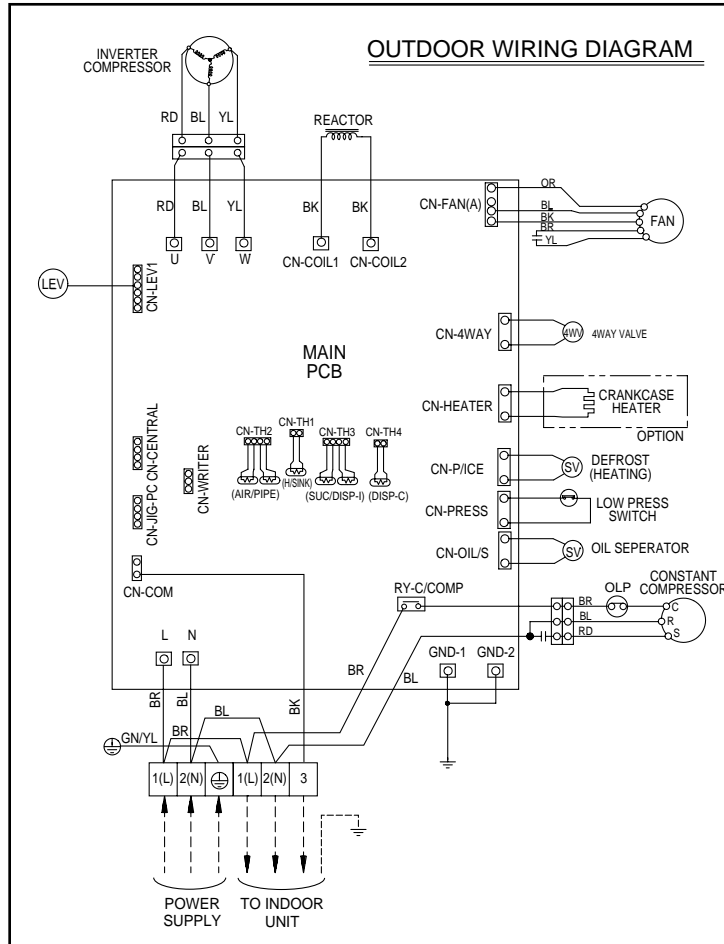 OUTDOOR WIRING DIAGRAM
INVERTER
COMPRESSOR
RD BL YL
REACTOR
RD BL YL
BK BK
U V W
CN-COIL1 CN-COIL2
CN-FAN(A)
OR
BL
BK
BR
YL
FAN
LEV
CN-LEV1
CN-4WAY
4WV
4WAY VALVE
MAIN
PCB
CN-HEATER
CRANKCASE
HEATER
OPTION
CN-CENTRAL
CN-JIG-PC
CN-WRITER
CN-TH2
(AIR/PIPE)
CN-TH1
(H/SINK)
CN-TH3
(SUC/DISP-I)
CN-TH4
(DISP-C)
CN-P/ICE
SV
DEFROST
(HEATING)
CN-PRESS
LOW PRESS
SWITCH
CN-OIL/S
SV
OIL SEPERATOR
CN-COM
RY-C/COMP
OLP
CONSTANT
COMPRESSOR
BR
BL
RD
C
R
S
L N
GND-1 GND-2
BR BL
BK
BR
BL
BL
BR
GN/YL
1(L) 2(N) 1(L) 2(N) 3
POWER
SUPPLY
TO INDOOR
UNIT